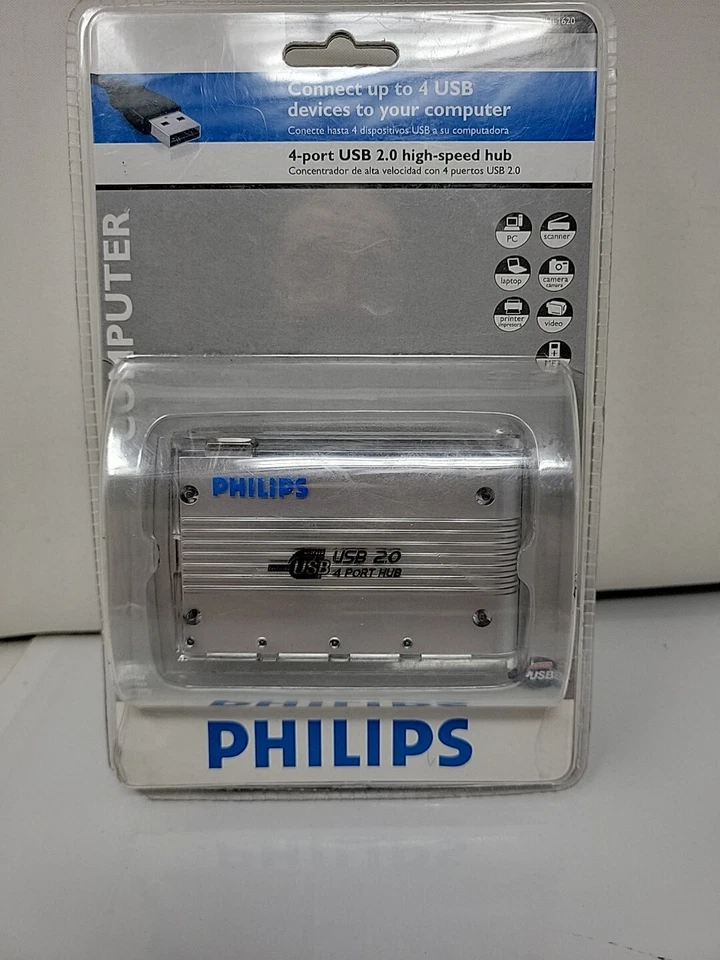 Connect up to 4 USB
devices to your computer
Conecte hasta 4 dispositivos USB a su computadora
4-port USB 2.0 high-speed hub
Concentrador de alta velocidad con 4 puertos USB 2.0
COMPUTER
PC
scanner
laptop
camera
cámara
printer
impresora
video
PHILIPS
USB
USB 2.0
4 PORT HUB
USB
PHILIPS